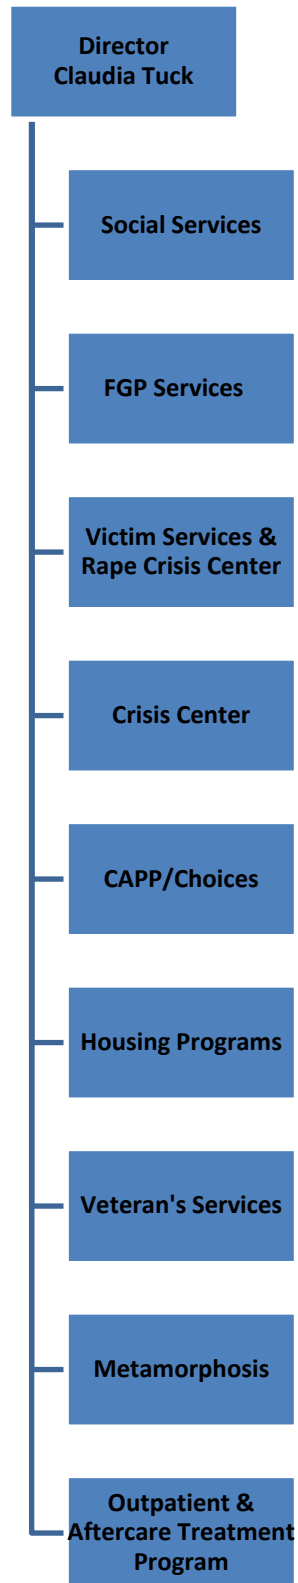 Director
Claudia Tuck
Social Services
FGP Services
Victim Services &
Rape Crisis Center
Crisis Center
CAPP/Choices
Housing Programs
Veteran's Services
Metamorphosis
Outpatient &
Aftercare Treatment
Program